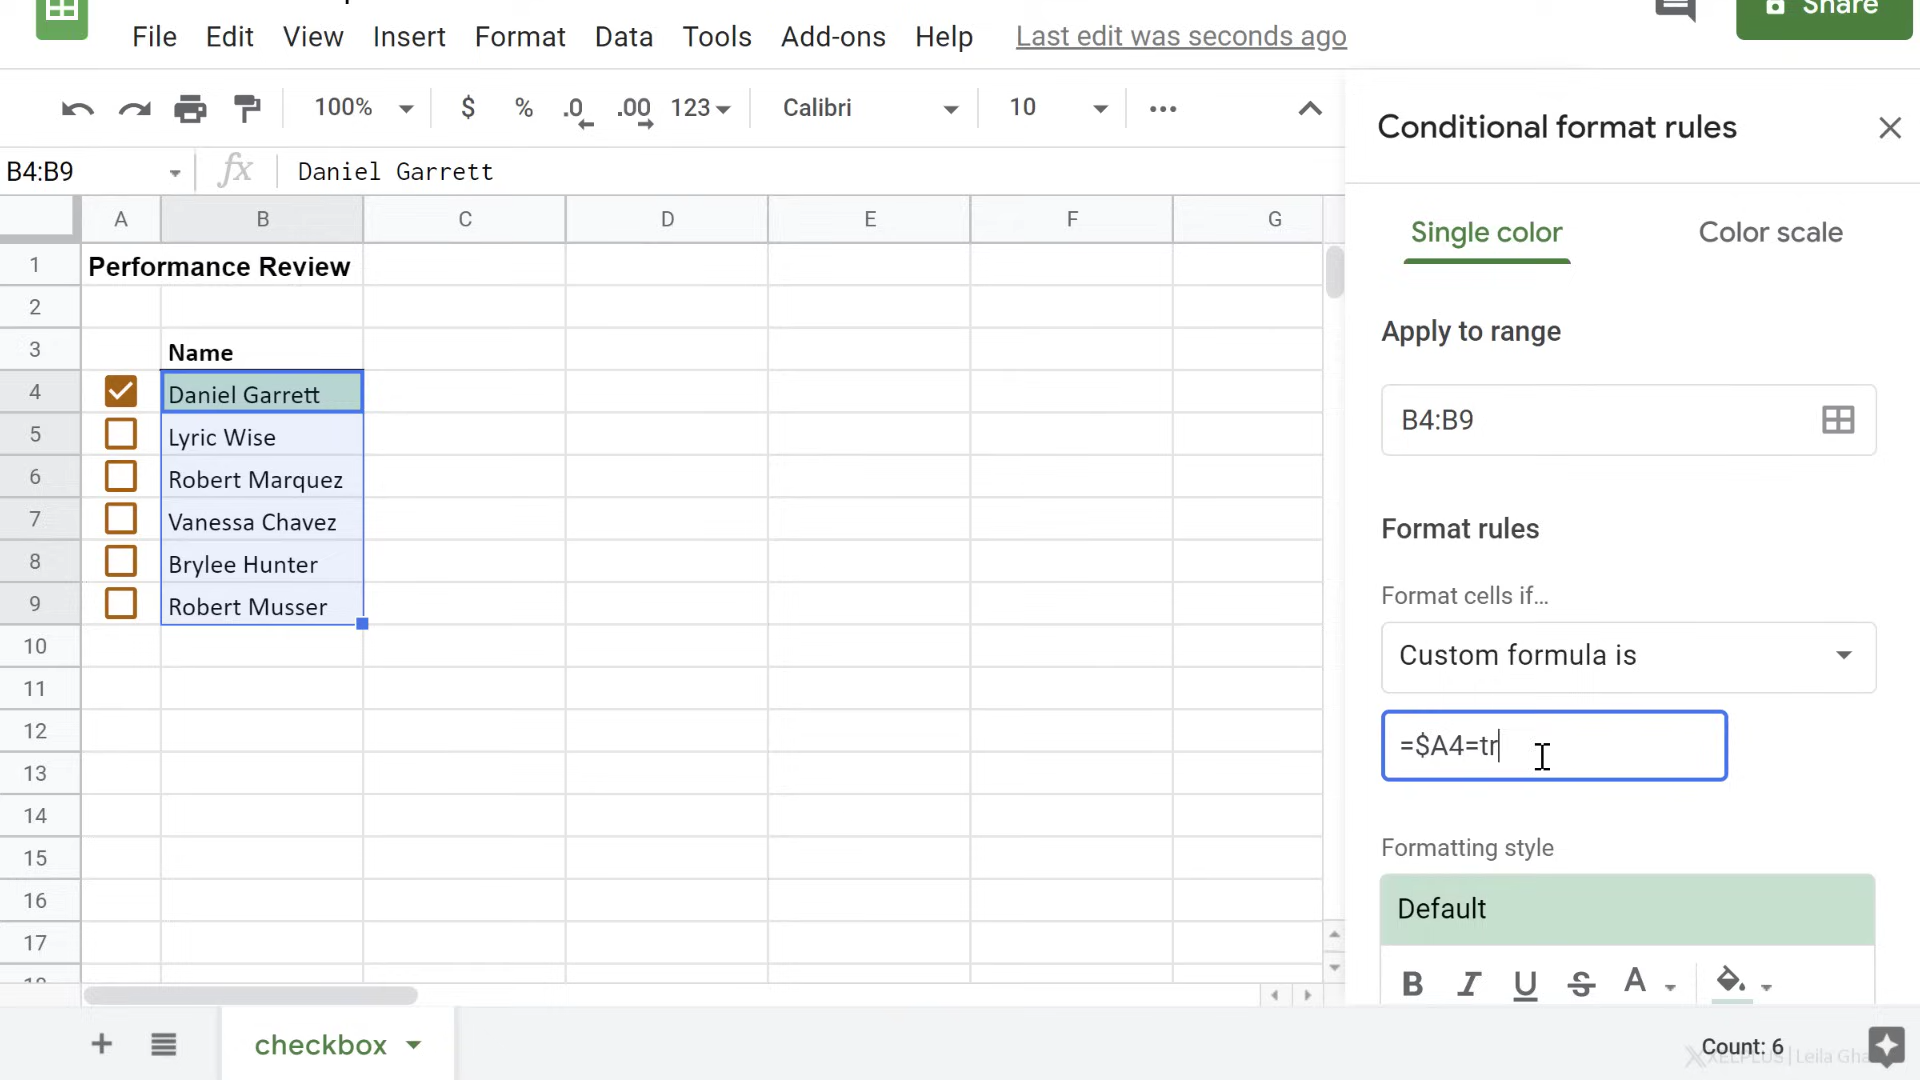 Share
File Edit View Insert Format Data Tools Add-ons Help Last edit was seconds ago
100% $ % .0 .00 123 Calibri 10
B4:B9 fx Daniel Garrett
A B C D E F G
1 Performance Review
2
3 Name
4 Daniel Garrett
5 Lyric Wise
6 Robert Marquez
7 Vanessa Chavez
8 Brylee Hunter
9 Robert Musser
10
11
12
13
14
15
16
17
checkbox
Conditional format rules
Single color Color scale
Apply to range
B4:B9
Format rules
Format cells if...
Custom formula is
=$A4=tr
Formatting style
Default
B I U S A
Count: 6
XELPLUS | Leila